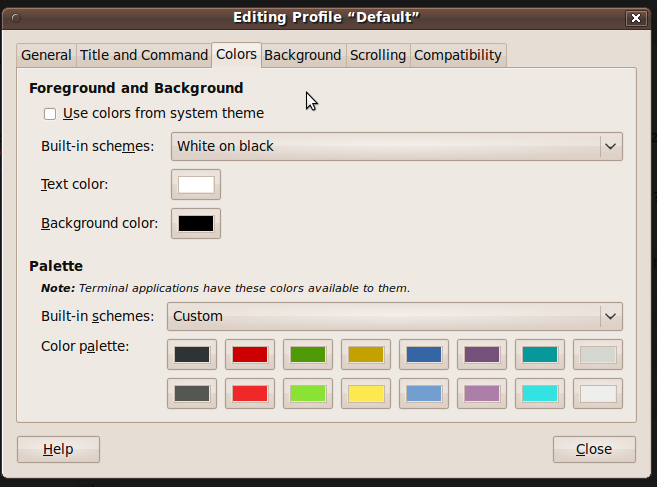 Editing Profile “Default”
General Title and Command Colors Background Scrolling Compatibility
Foreground and Background
Use colors from system theme
Built-in schemes: White on black
Text color:
Background color:
Palette
Note: Terminal applications have these colors available to them.
Built-in schemes: Custom
Color palette:
Help Close